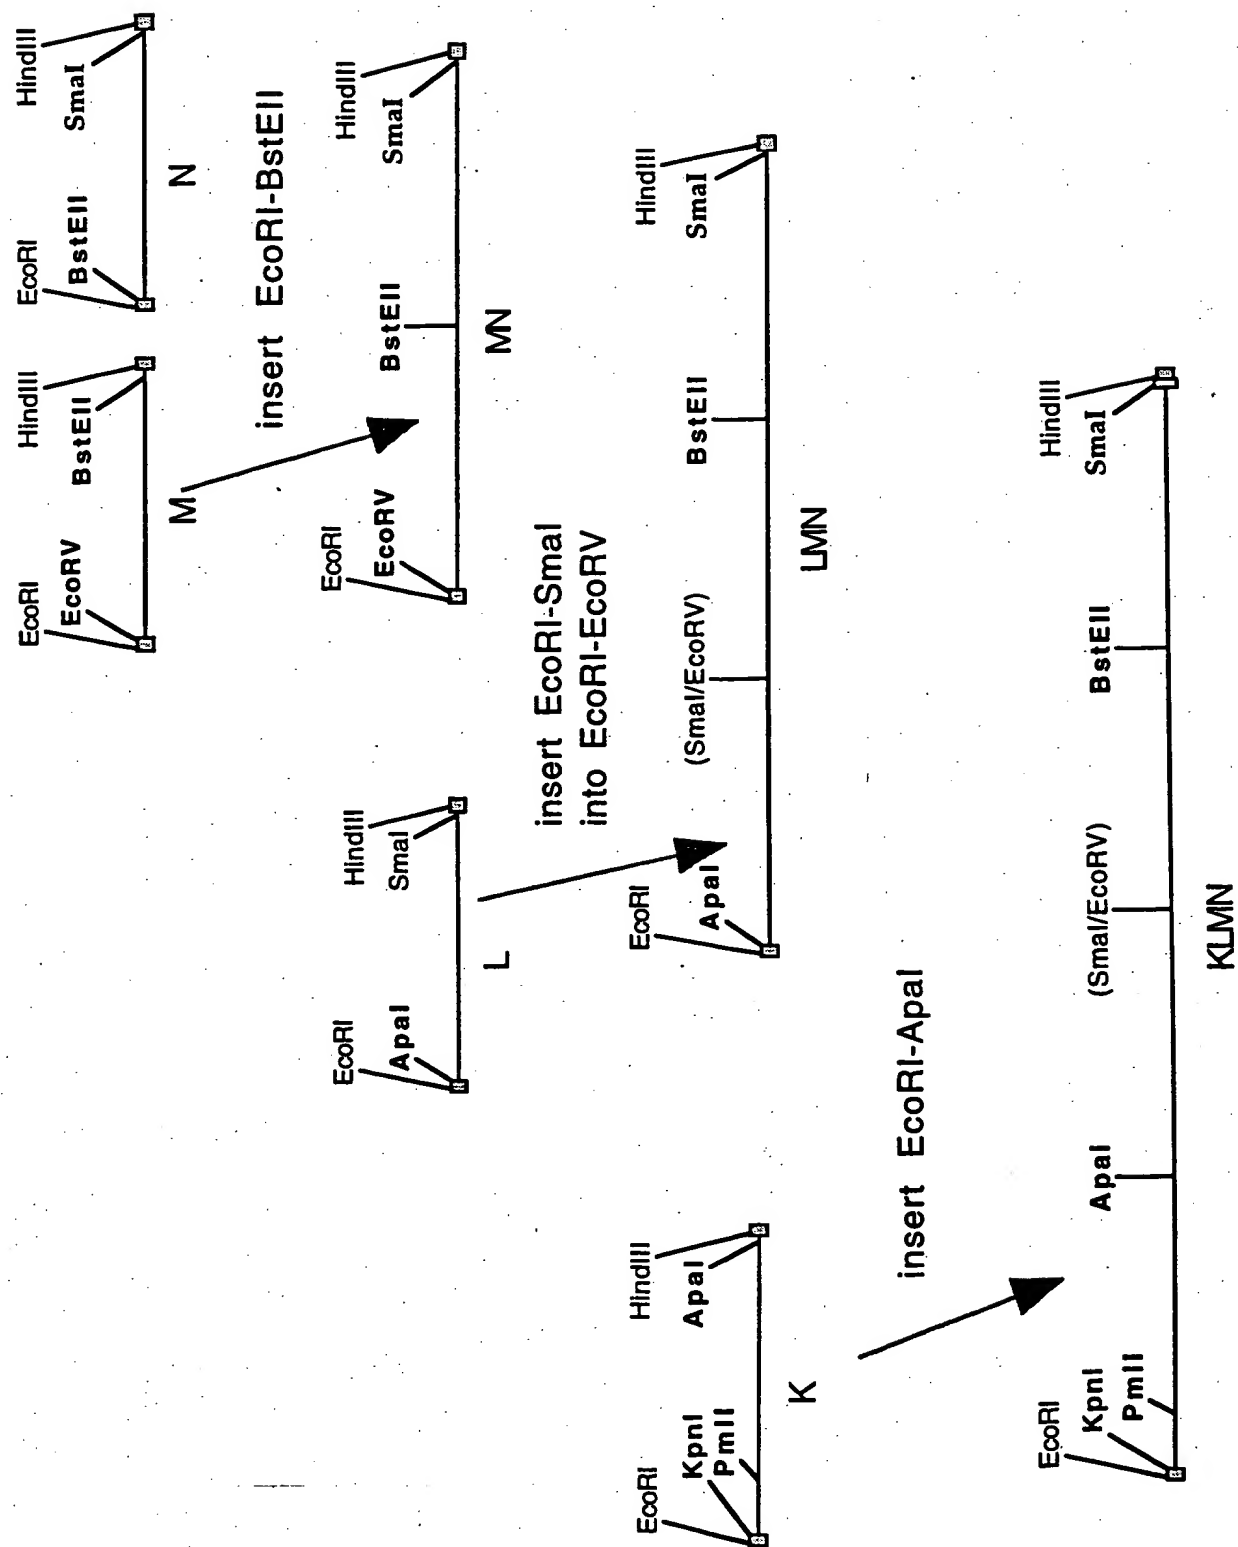 EcoRI
EcoRV
HindIII
BstEII
M
EcoRI
BstEII
HindIII
SmaI
N
insert EcoRI-BstEII
EcoRI
ApaI
HindIII
SmaI
L
EcoRI
EcoRV
BstEII
HindIII
SmaI
MN
insert EcoRI-SmaI
into EcoRI-EcoRV
EcoRI
KpnI
PmlI
HindIII
ApaI
K
EcoRI
ApaI
(SmaI/EcoRV)
BstEII
HindIII
SmaI
LMN
insert EcoRI-ApaI
EcoRI
KpnI
PmlI
ApaI
(SmaI/EcoRV)
BstEII
HindIII
SmaI
KLMN